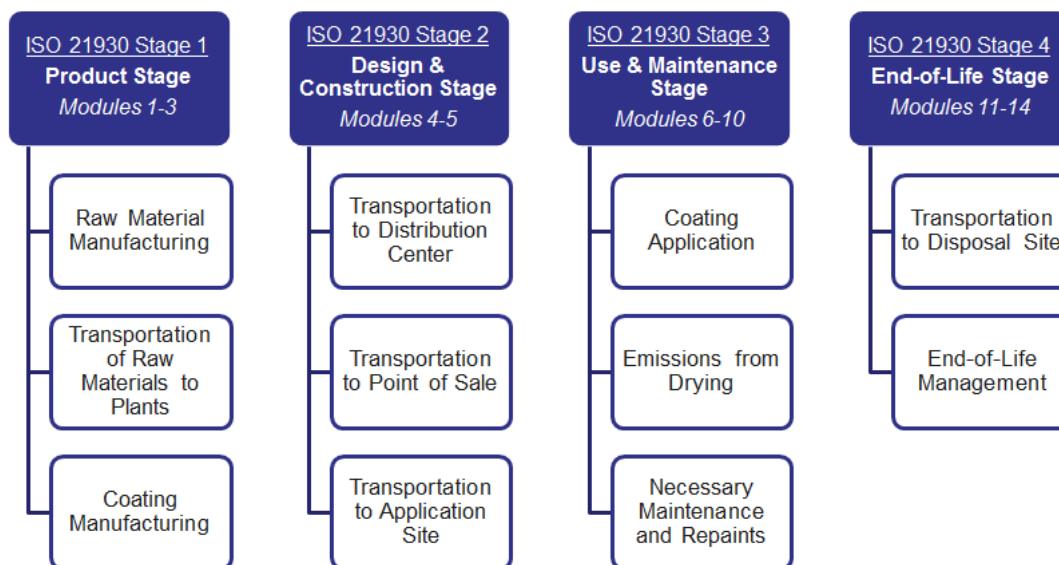 ISO 21930 Stage 1
Product Stage
Modules 1-3
Raw Material
Manufacturing
Transportation
of Raw
Materials to
Plants
Coating
Manufacturing
ISO 21930 Stage 2
Design &
Construction Stage
Modules 4-5
Transportation
to Distribution
Center
Transportation
to Point of Sale
Transportation
to Application
Site
ISO 21930 Stage 3
Use & Maintenance
Stage
Modules 6-10
Coating
Application
Emissions from
Drying
Necessary
Maintenance
and Repaints
ISO 21930 Stage 4
End-of-Life Stage
Modules 11-14
Transportation
to Disposal Site
End-of-Life
Management